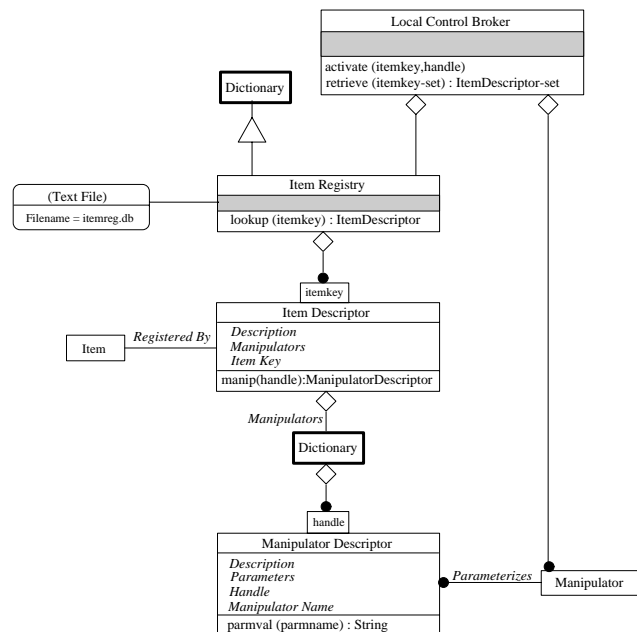 Local Control Broker
activate (itemkey,handle)
retrieve (itemkey-set) : ItemDescriptor-set
Dictionary
Item Registry
lookup (itemkey) : ItemDescriptor
(Text File)
Filename = itemreg.db
itemkey
Item Descriptor
Description
Manipulators
Item Key
manip(handle):ManipulatorDescriptor
Registered By
Item
Manipulators
Dictionary
handle
Manipulator Descriptor
Description
Parameters
Handle
Manipulator Name
parmval (parmname) : String
Parameterizes
Manipulator